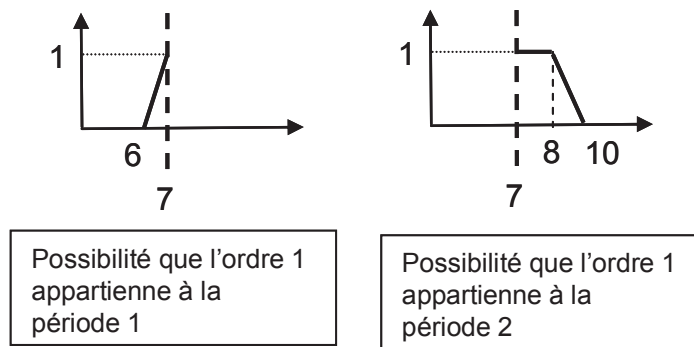 1
6
7
Possibilité que l'ordre 1
appartienne à la
période 1
1
8 10
7
Possibilité que l'ordre 1
appartienne à la
période 2